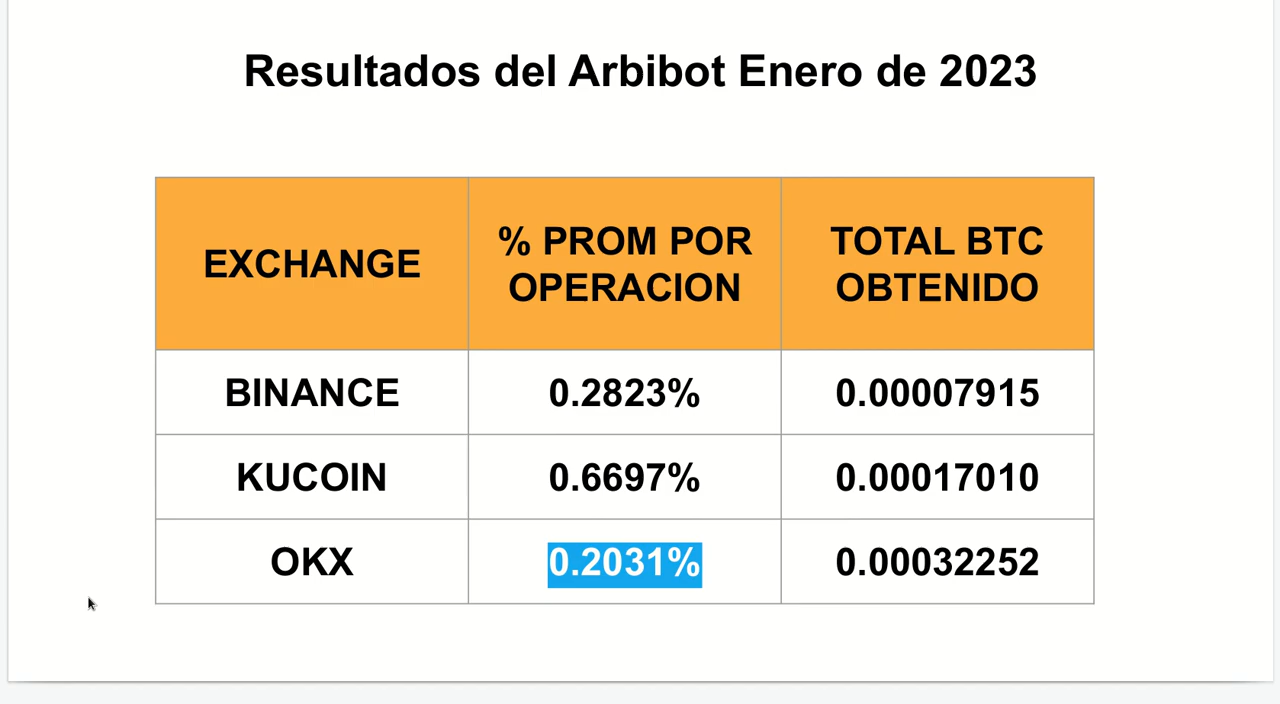 Resultados del Arbibot Enero de 2023
EXCHANGE
% PROM POR
OPERACION
TOTAL BTC
OBTENIDO
BINANCE
0.2823%
0.00007915
KUCOIN
0.6697%
0.00017010
OKX
0.2031%
0.00032252